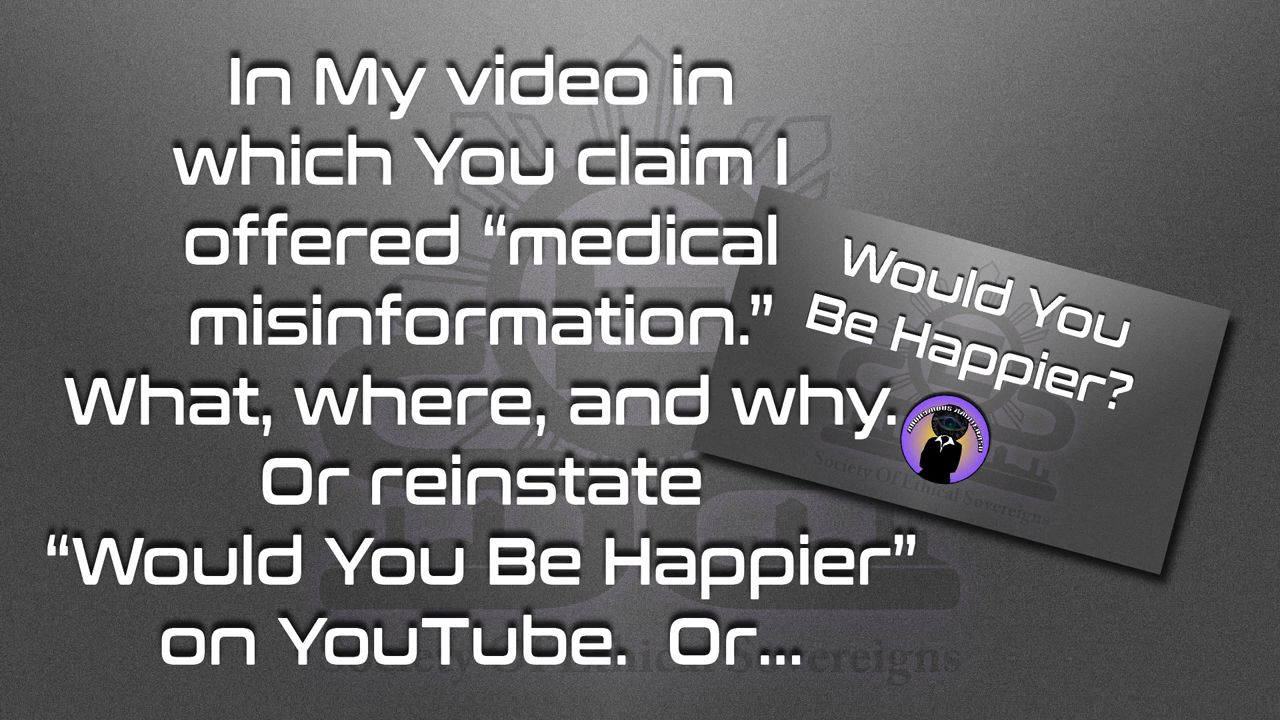 In My video in
which You claim I
offered “medical
misinformation.”
What, where, and why.
Or reinstate
“Would You Be Happier”
on YouTube.  Or...
Would You
Be Happier?
Society Of Ethical Sovereigns